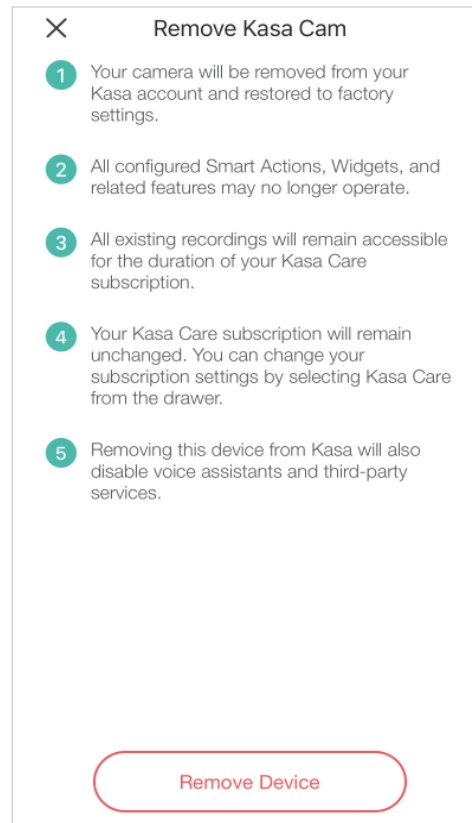 Remove Kasa Cam
1 Your camera will be removed from your
Kasa account and restored to factory
settings.
2 All configured Smart Actions, Widgets, and
related features may no longer operate.
3 All existing recordings will remain accessible
for the duration of your Kasa Care
subscription.
4 Your Kasa Care subscription will remain
unchanged. You can change your
subscription settings by selecting Kasa Care
from the drawer.
5 Removing this device from Kasa will also
disable voice assistants and third-party
services.
Remove Device